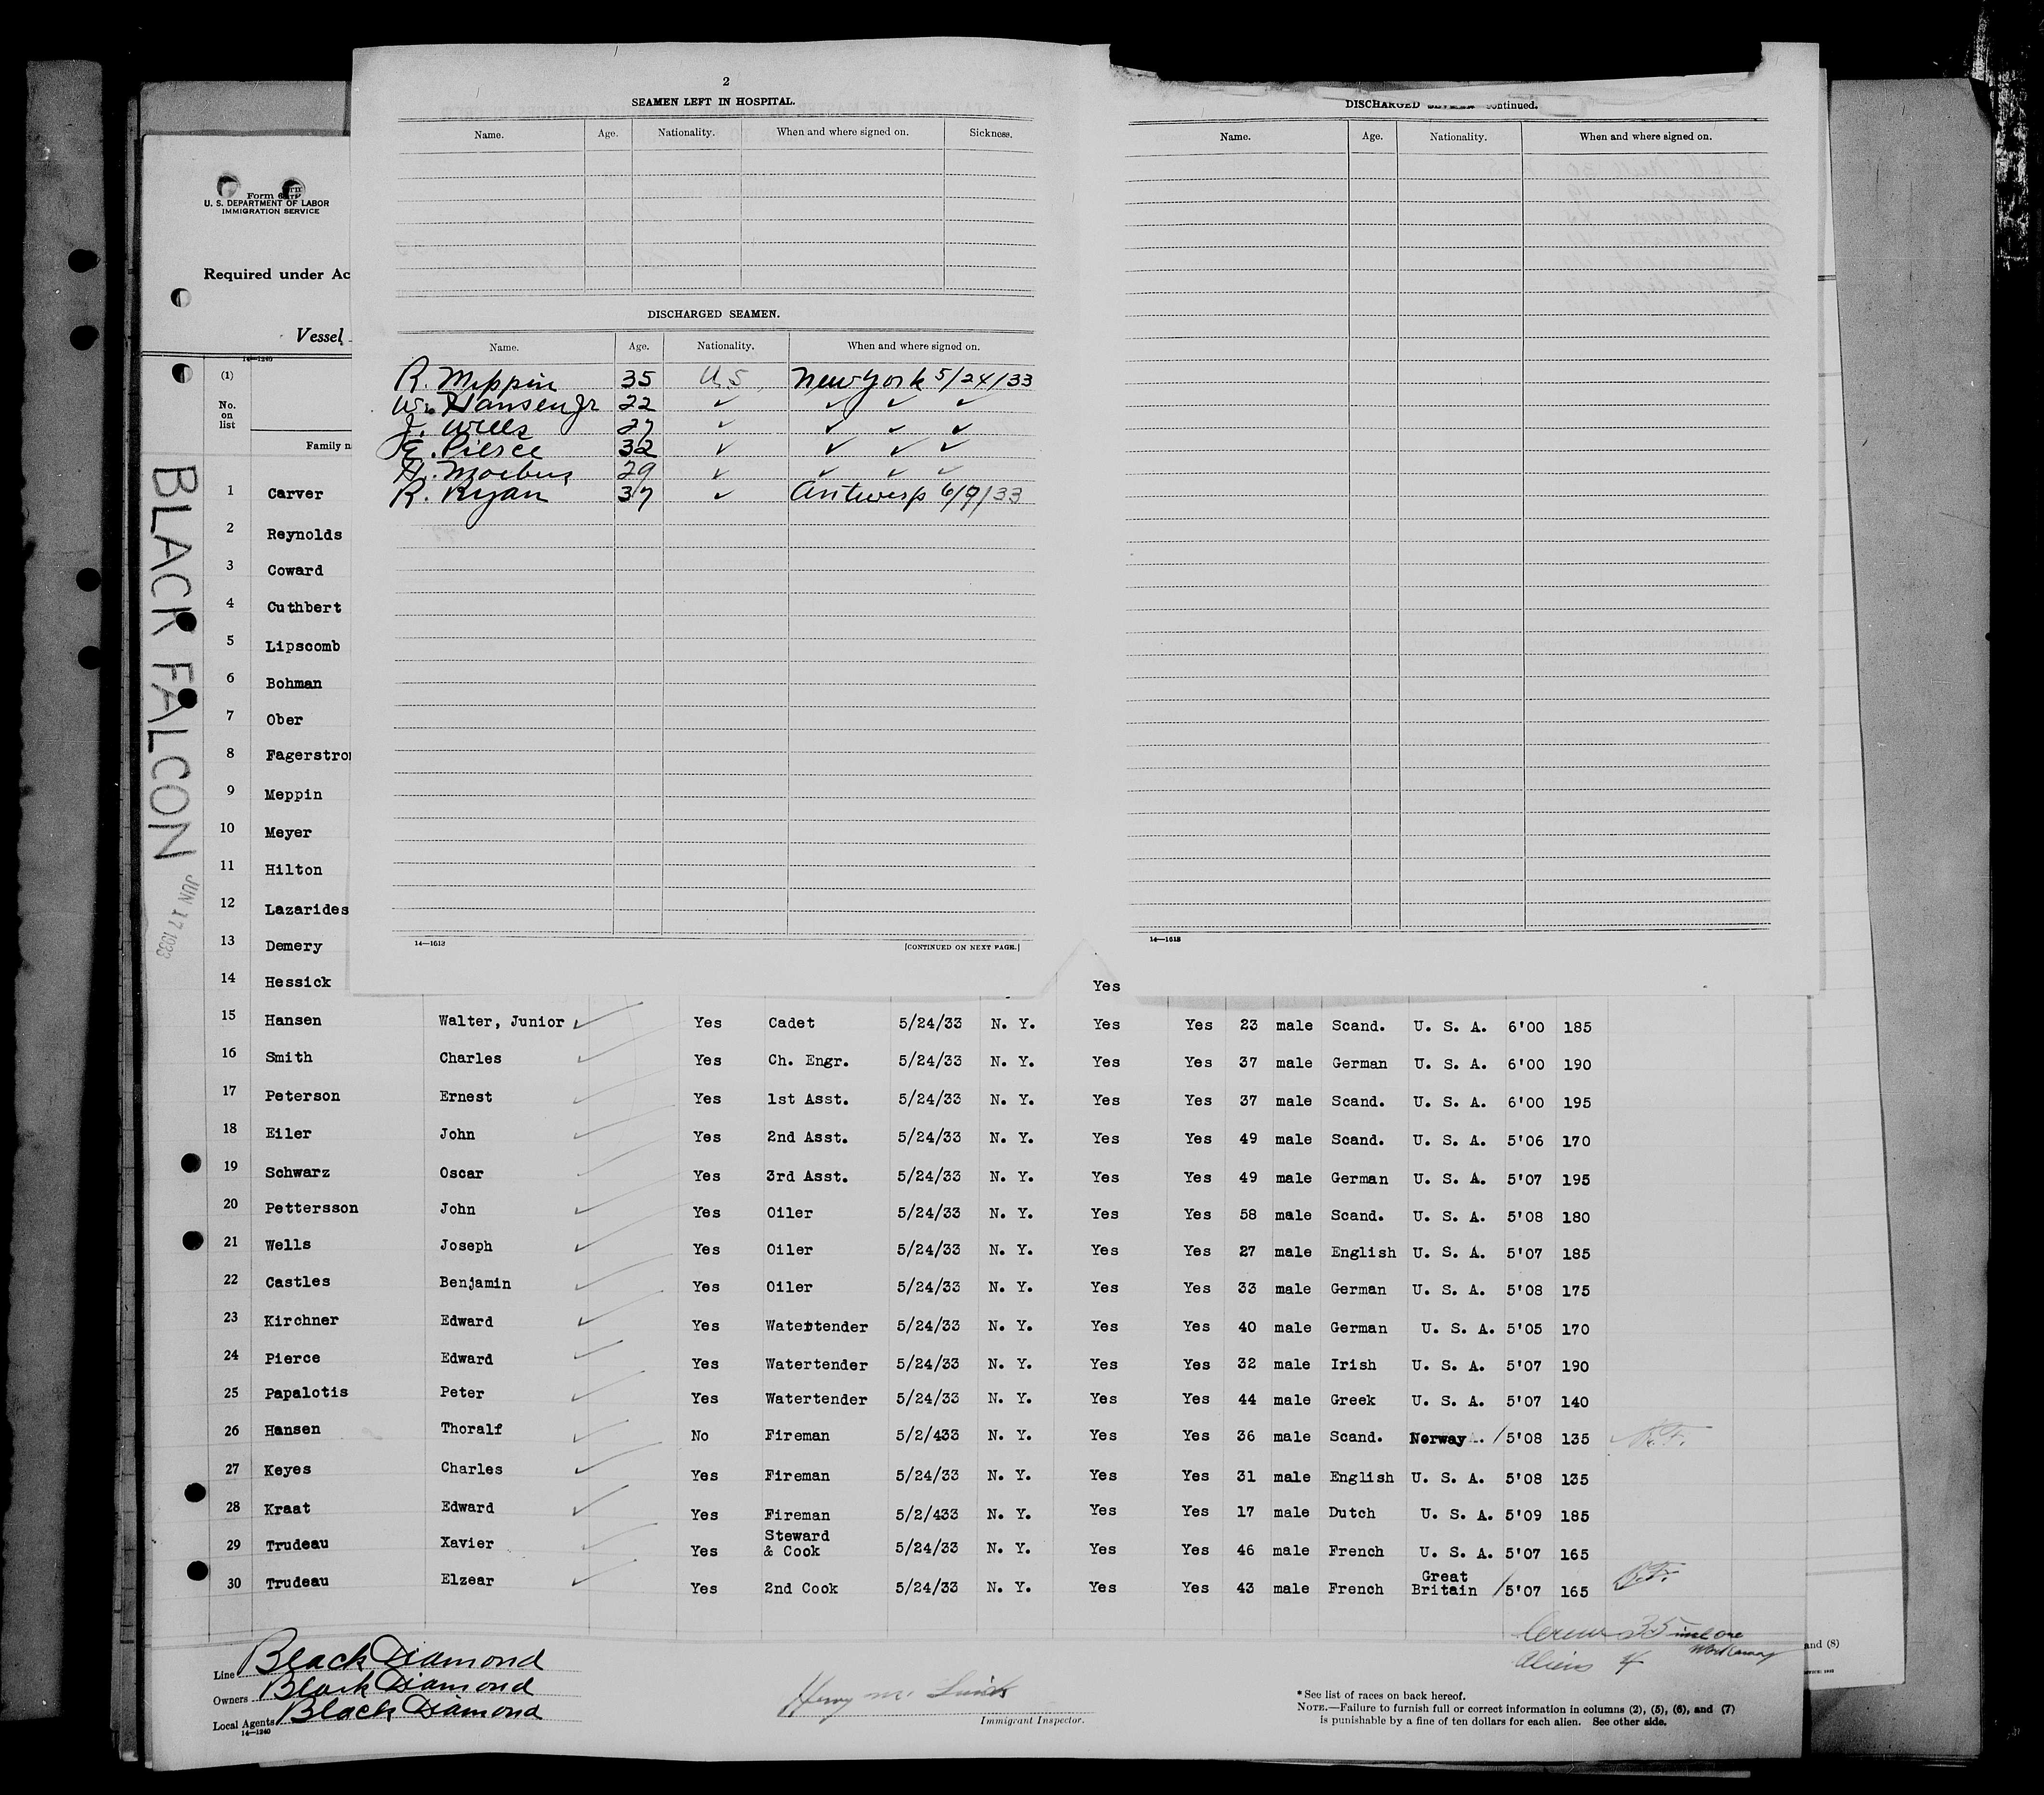 2
SEAMEN LEFT IN HOSPITAL.
Name. Age. Nationality. When and where signed on. Sickness.
DISCHARGED SEAMEN.
Name. Age. Nationality. When and where signed on.
R. Meppin 35 U.S. New York 5/24/33
W. Hansen Jr 22 ✓ ✓ ✓ ✓
J. Wells 27 ✓ ✓ ✓ ✓
E. Pierce 32 ✓ ✓ ✓ ✓
H. Moebus 29 ✓ ✓ ✓ ✓
R. Ryan 37 ✓ Antwerp 6/9/33
14—1613 [CONTINUED ON NEXT PAGE.]
DISCHARGED continued.
Name. Age. Nationality. When and where signed on.
14—1613
Form
U. S. DEPARTMENT OF LABOR
IMMIGRATION SERVICE
Required under Ac
Vessel
14—1240
(1)
No.
on
list
Family n
BLACK FALCON
JUN 17 1933
1 Carver
2 Reynolds
3 Coward
4 Cuthbert
5 Lipscomb
6 Bohman
7 Ober
8 Fagerstrom
9 Meppin
10 Meyer
11 Hilton
12 Lazarides
13 Demery
14 Hessick Yes
15 Hansen Walter, Junior ✓ Yes Cadet 5/24/33 N. Y. Yes Yes 23 male Scand. U. S. A. 6'00 185
16 Smith Charles ✓ Yes Ch. Engr. 5/24/33 N. Y. Yes Yes 37 male German U. S. A. 6'00 190
17 Peterson Ernest ✓ Yes 1st Asst. 5/24/33 N. Y. Yes Yes 37 male Scand. U. S. A. 6'00 195
18 Eiler John ✓ Yes 2nd Asst. 5/24/33 N. Y. Yes Yes 49 male Scand. U. S. A. 5'06 170
19 Schwarz Oscar ✓ Yes 3rd Asst. 5/24/33 N. Y. Yes Yes 49 male German U. S. A. 5'07 195
20 Pettersson John ✓ Yes Oiler 5/24/33 N. Y. Yes Yes 58 male Scand. U. S. A. 5'08 180
21 Wells Joseph ✓ Yes Oiler 5/24/33 N. Y. Yes Yes 27 male English U. S. A. 5'07 185
22 Castles Benjamin ✓ Yes Oiler 5/24/33 N. Y. Yes Yes 33 male German U. S. A. 5'08 175
23 Kirchner Edward ✓ Yes Watertender 5/24/33 N. Y. Yes Yes 40 male German U. S. A. 5'05 170
24 Pierce Edward ✓ Yes Watertender 5/24/33 N. Y. Yes Yes 32 male Irish U. S. A. 5'07 190
25 Papalotis Peter ✓ Yes Watertender 5/24/33 N. Y. Yes Yes 44 male Greek U. S. A. 5'07 140
26 Hansen Thoralf ✓ No Fireman 5/2/433 N. Y. Yes Yes 36 male Scand. Norway / 5'08 135
27 Keyes Charles ✓ Yes Fireman 5/24/33 N. Y. Yes Yes 31 male English U. S. A. 5'08 135
28 Kraat Edward ✓ Yes Fireman 5/2/433 N. Y. Yes Yes 17 male Dutch U. S. A. 5'09 185
29 Trudeau Xavier ✓ Yes Steward & Cook 5/24/33 N. Y. Yes Yes 46 male French U. S. A. 5'07 165
30 Trudeau Elzear ✓ Yes 2nd Cook 5/24/33 N. Y. Yes Yes 43 male French Great Britain / 5'07 165
Crew 35 incl one
Workaway
Aliens 4
and (8)
Line Black Diamond
Owners Black Diamond
Local Agents Black Diamond
14—1240
Immigrant Inspector.
* See list of races on back hereof.
NOTE.—Failure to furnish full or correct information in columns (2), (5), (6), and (7)
is punishable by a fine of ten dollars for each alien. See other side.